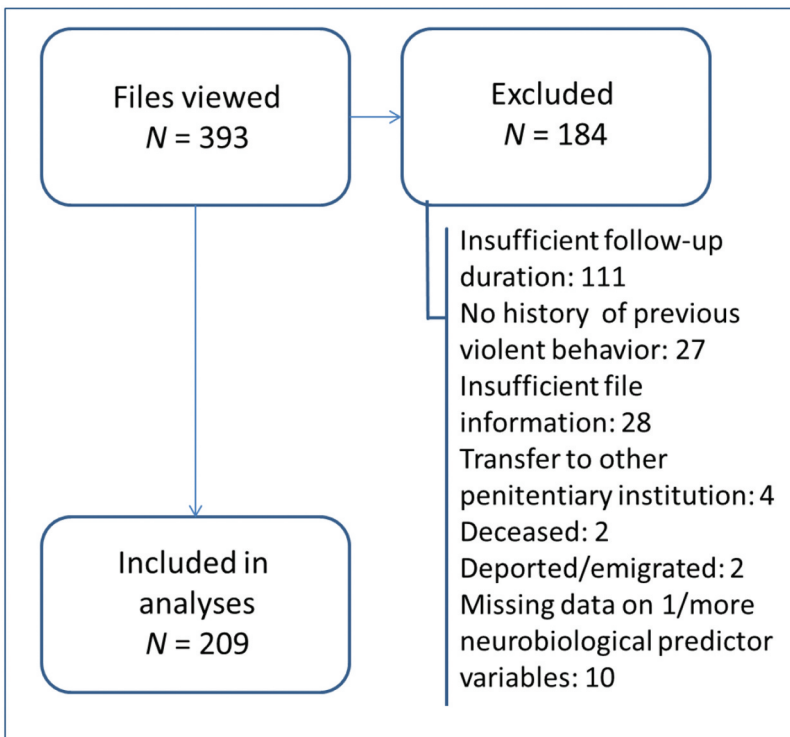 Files viewed
N = 393
Excluded
N = 184
Insufficient follow-up
duration: 111
No history of previous
violent behavior: 27
Insufficient file
information: 28
Transfer to other
penitentiary institution: 4
Deceased: 2
Deported/emigrated: 2
Missing data on 1/more
neurobiological predictor
variables: 10
Included in
analyses
N = 209